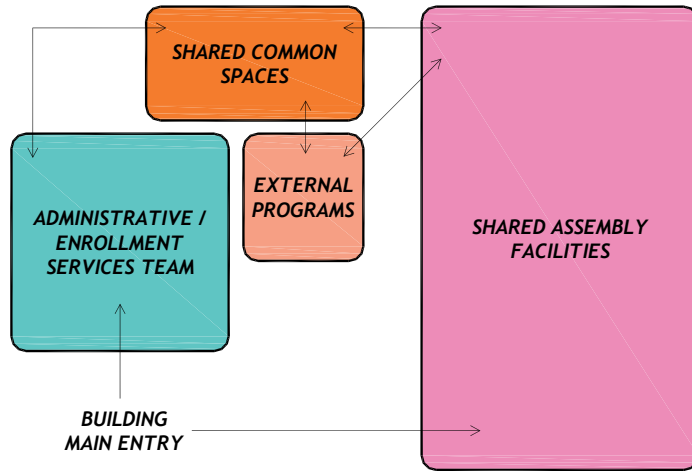 SHARED COMMON
SPACES
ADMINISTRATIVE /
ENROLLMENT
SERVICES TEAM
EXTERNAL
PROGRAMS
SHARED ASSEMBLY
FACILITIES
BUILDING
MAIN ENTRY